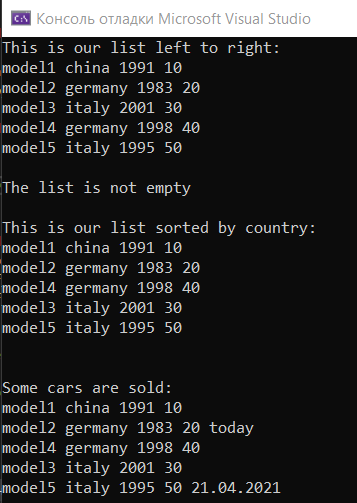 Консоль отладки Microsoft Visual Studio
This is our list left to right:
model1 china 1991 10
model2 germany 1983 20
model3 italy 2001 30
model4 germany 1998 40
model5 italy 1995 50
The list is not empty
This is our list sorted by country:
model1 china 1991 10
model2 germany 1983 20
model4 germany 1998 40
model3 italy 2001 30
model5 italy 1995 50
Some cars are sold:
model1 china 1991 10
model2 germany 1983 20 today
model4 germany 1998 40
model3 italy 2001 30
model5 italy 1995 50 21.04.2021